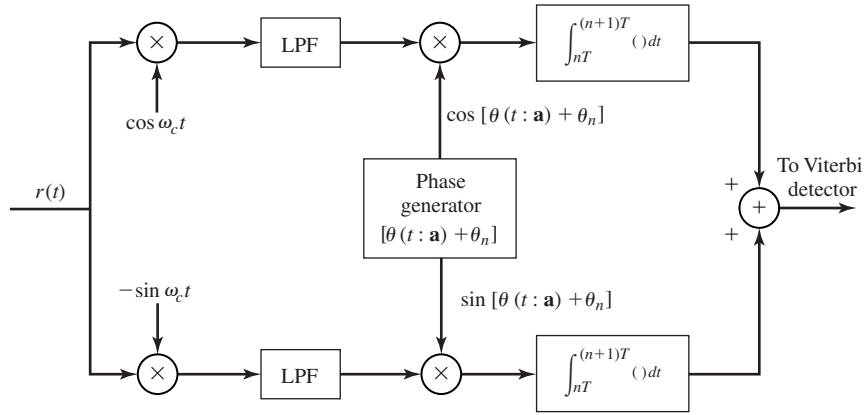 × LPF × ∫_{nT}^{(n+1)T} ( ) dt
cos ω_c t
cos [θ (t : a) + θ_n]
To Viterbi
detector
r(t)
Phase
generator
[θ (t : a) + θ_n]
+
+
+
−sin ω_c t
sin [θ (t : a) + θ_n]
× LPF × ∫_{nT}^{(n+1)T} ( ) dt